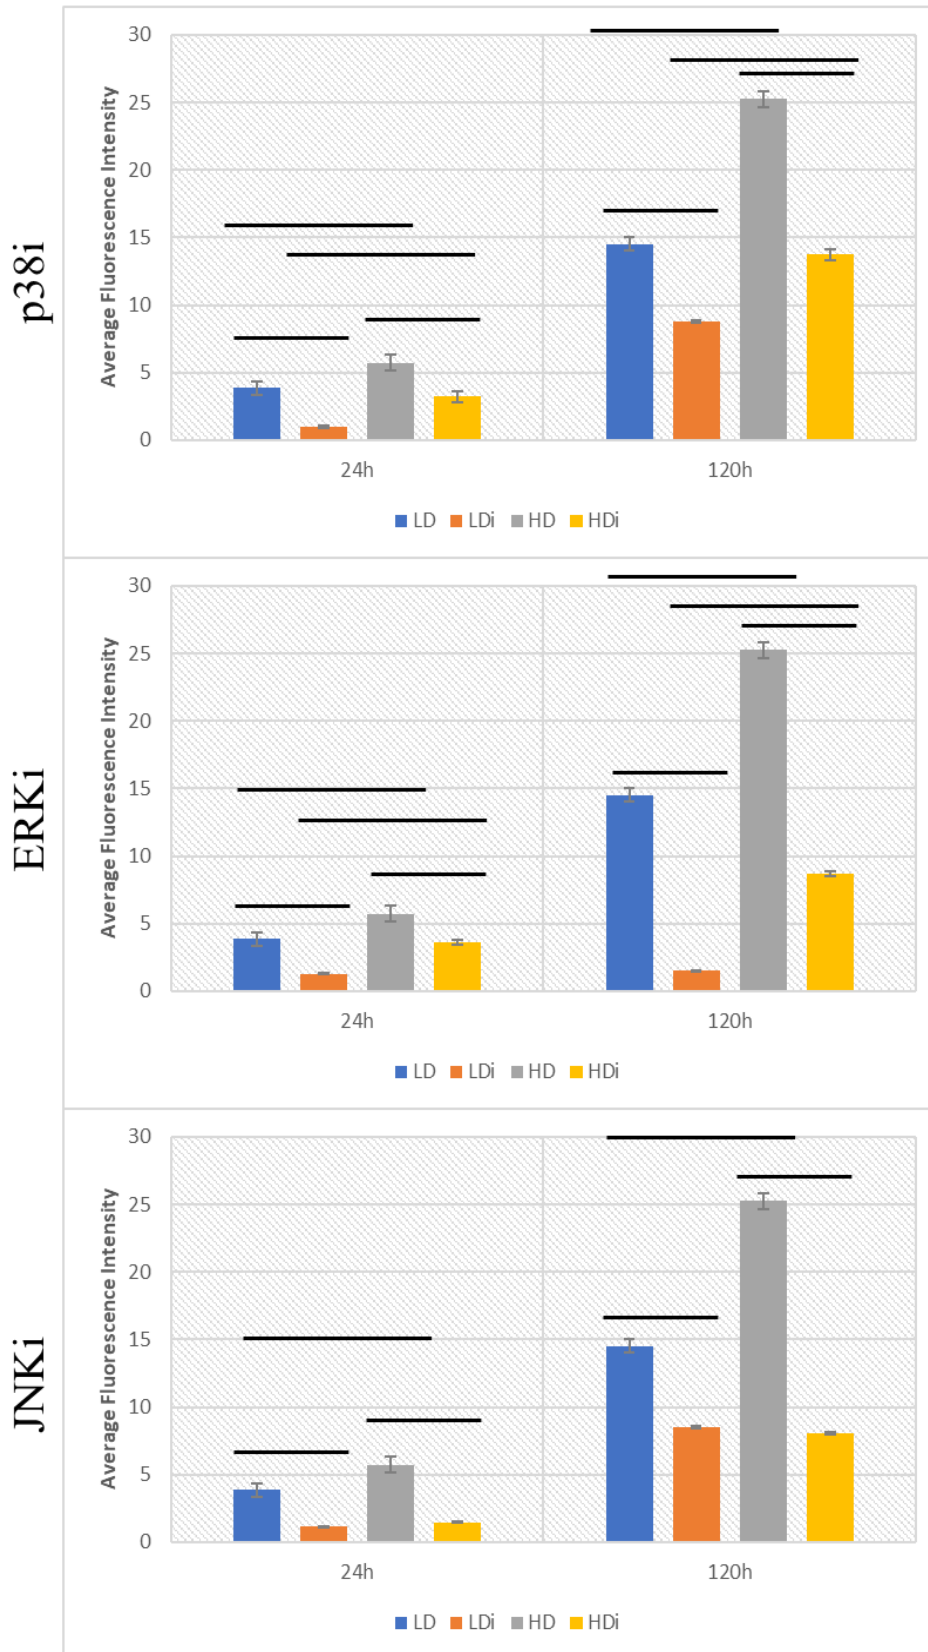 p38i
Average Fluorescence Intensity
30
25
20
15
10
5
0
24h 120h
LD LDi HD HDi
ERKi
Average Fluorescence Intensity
30
25
20
15
10
5
0
24h 120h
LD LDi HD HDi
JNKi
Average Fluorescence Intensity
30
25
20
15
10
5
0
24h 120h
LD LDi HD HDi